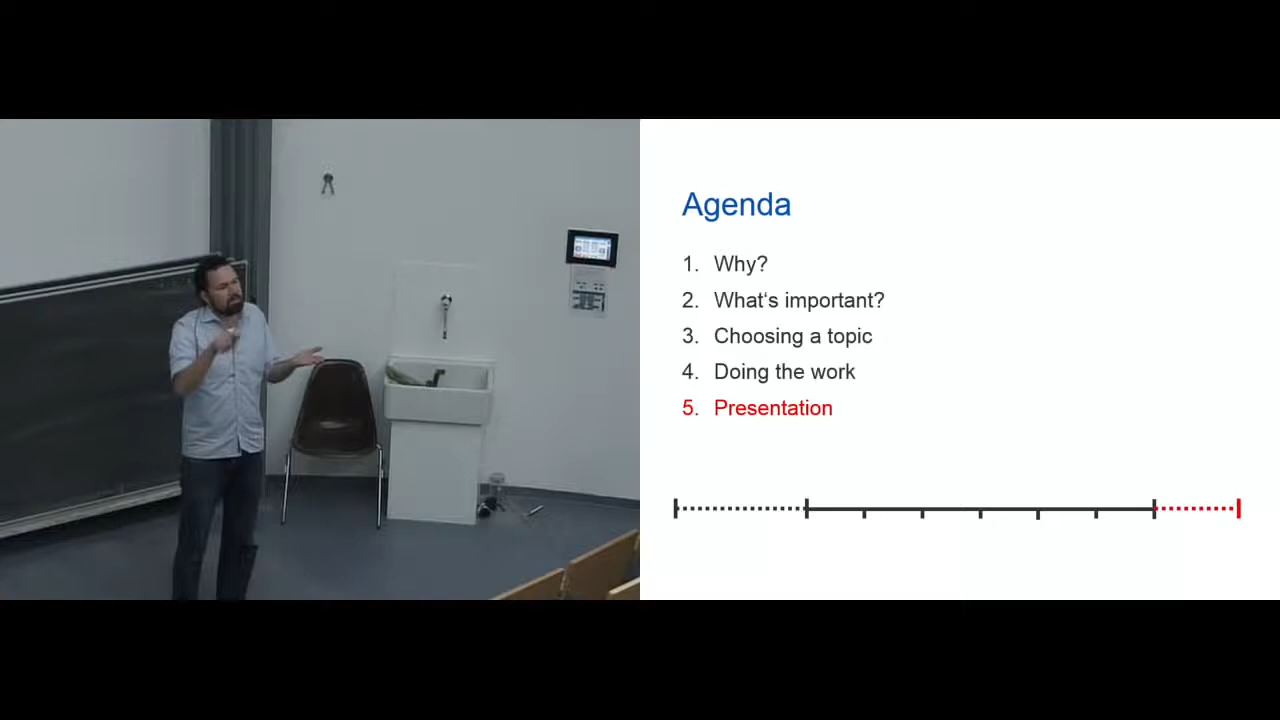 Agenda
1. Why?
2. What‘s important?
3. Choosing a topic
4. Doing the work
5. Presentation